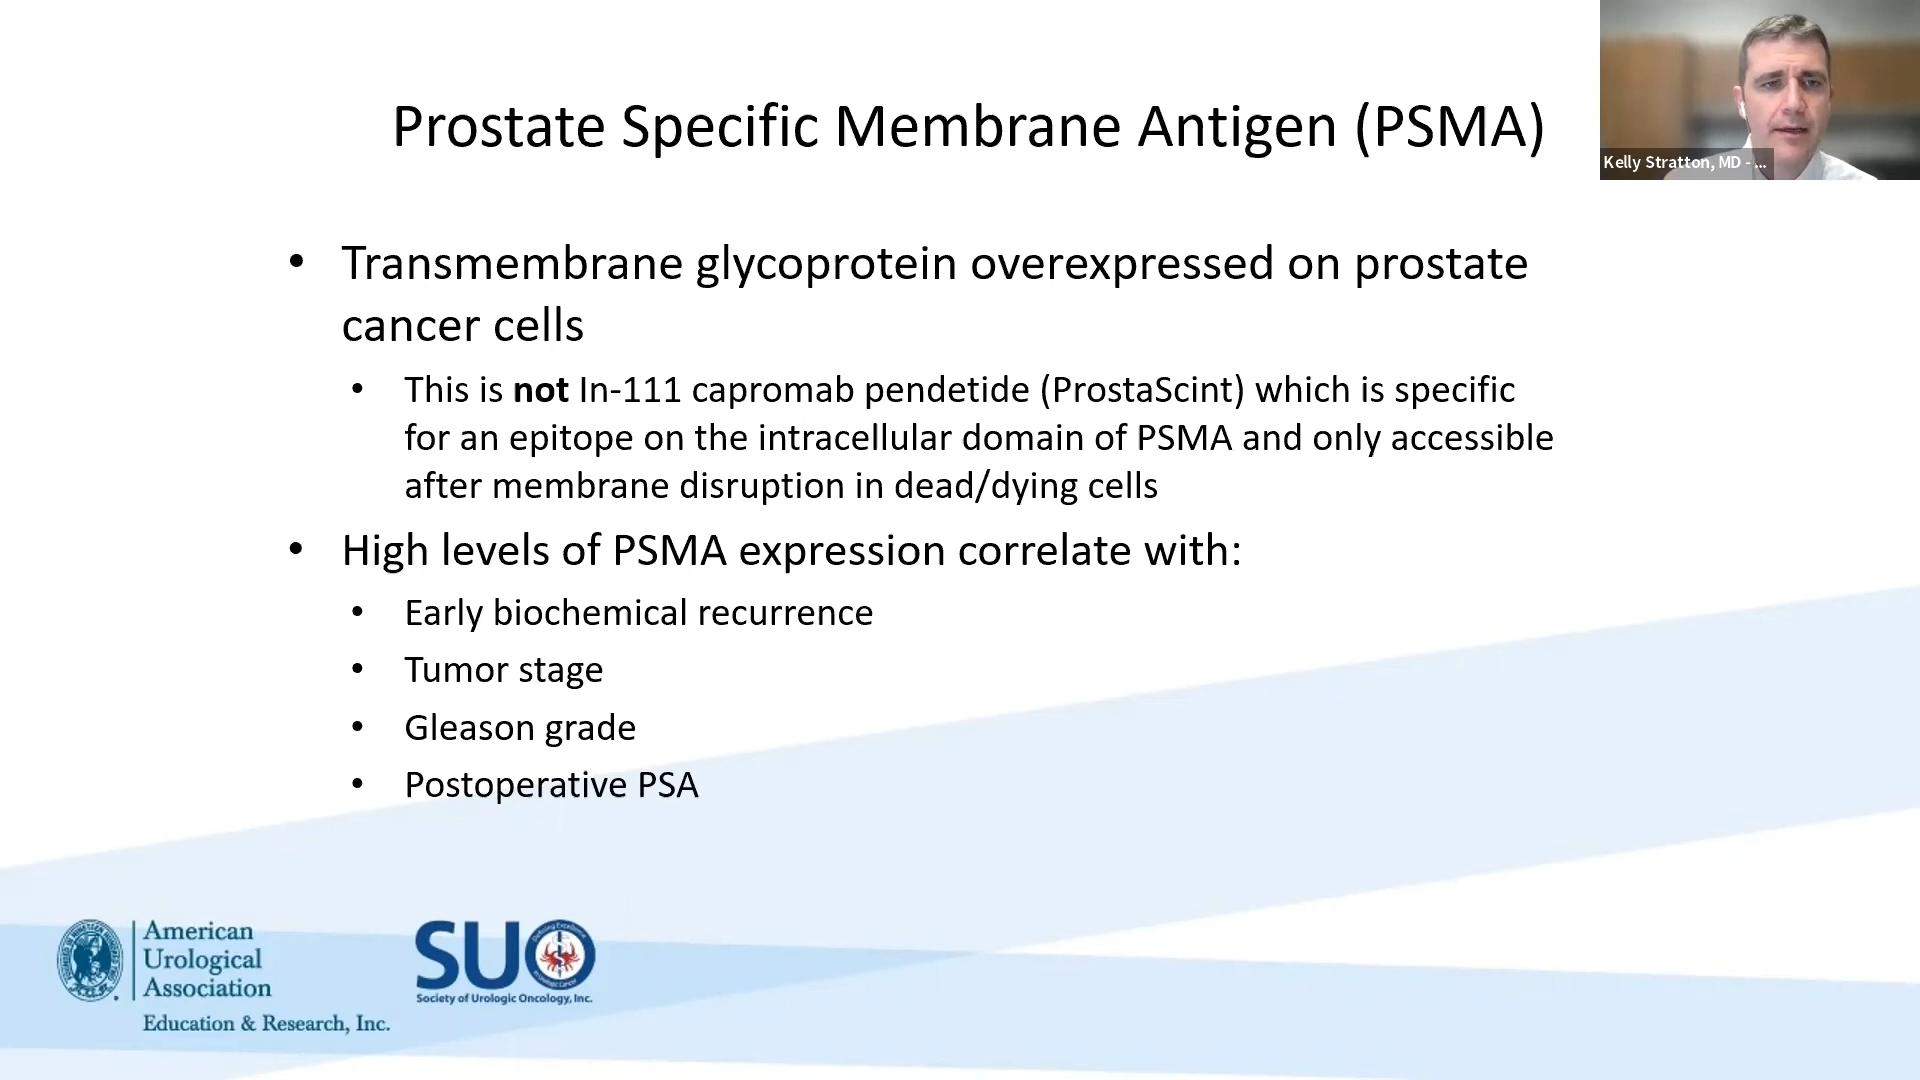 Prostate Specific Membrane Antigen (PSMA)
Kelly Stratton, MD - ...
• Transmembrane glycoprotein overexpressed on prostate
cancer cells
• This is not In-111 capromab pendetide (ProstaScint) which is specific
for an epitope on the intracellular domain of PSMA and only accessible
after membrane disruption in dead/dying cells
• High levels of PSMA expression correlate with:
• Early biochemical recurrence
• Tumor stage
• Gleason grade
• Postoperative PSA
American
Urological
Association
Education & Research, Inc.
SUO
Society of Urologic Oncology, Inc.